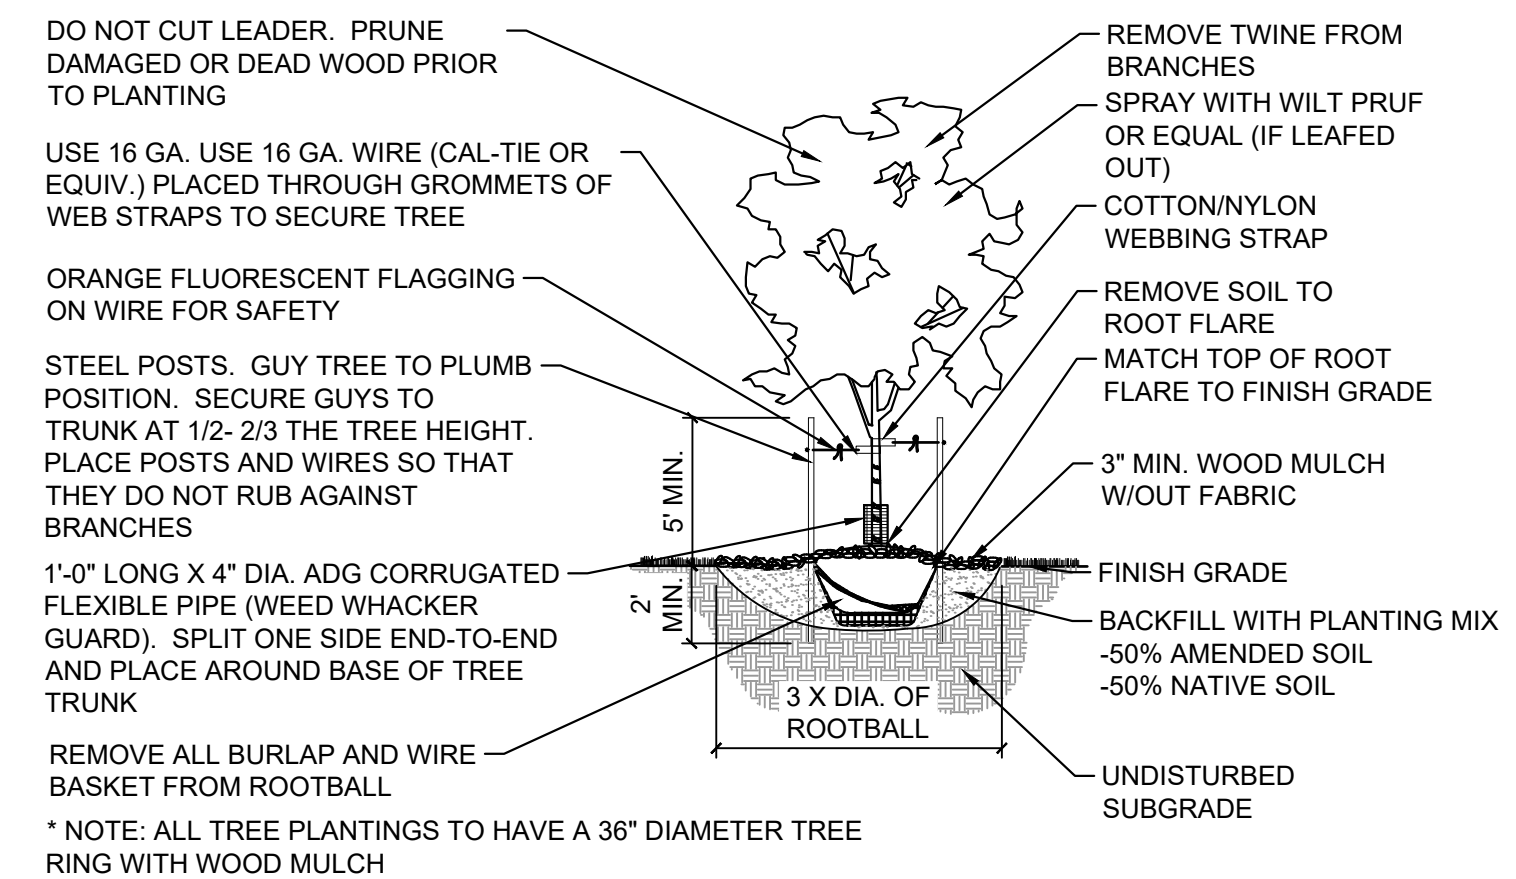 DO NOT CUT LEADER.  PRUNE
DAMAGED OR DEAD WOOD PRIOR
TO PLANTING
USE 16 GA. USE 16 GA. WIRE (CAL-TIE OR
EQUIV.) PLACED THROUGH GROMMETS OF
WEB STRAPS TO SECURE TREE
ORANGE FLUORESCENT FLAGGING
ON WIRE FOR SAFETY
STEEL POSTS.  GUY TREE TO PLUMB
POSITION.  SECURE GUYS TO
TRUNK AT 1/2- 2/3 THE TREE HEIGHT.
PLACE POSTS AND WIRES SO THAT
THEY DO NOT RUB AGAINST
BRANCHES
1'-0" LONG X 4" DIA. ADG CORRUGATED
FLEXIBLE PIPE (WEED WHACKER
GUARD).  SPLIT ONE SIDE END-TO-END
AND PLACE AROUND BASE OF TREE
TRUNK
REMOVE ALL BURLAP AND WIRE
BASKET FROM ROOTBALL
* NOTE: ALL TREE PLANTINGS TO HAVE A 36" DIAMETER TREE
RING WITH WOOD MULCH
5' MIN.
2'
MIN.
3 X DIA. OF
ROOTBALL
REMOVE TWINE FROM
BRANCHES
SPRAY WITH WILT PRUF
OR EQUAL (IF LEAFED
OUT)
COTTON/NYLON
WEBBING STRAP
REMOVE SOIL TO
ROOT FLARE
MATCH TOP OF ROOT
FLARE TO FINISH GRADE
3" MIN. WOOD MULCH
W/OUT FABRIC
FINISH GRADE
BACKFILL WITH PLANTING MIX
-50% AMENDED SOIL
-50% NATIVE SOIL
UNDISTURBED
SUBGRADE